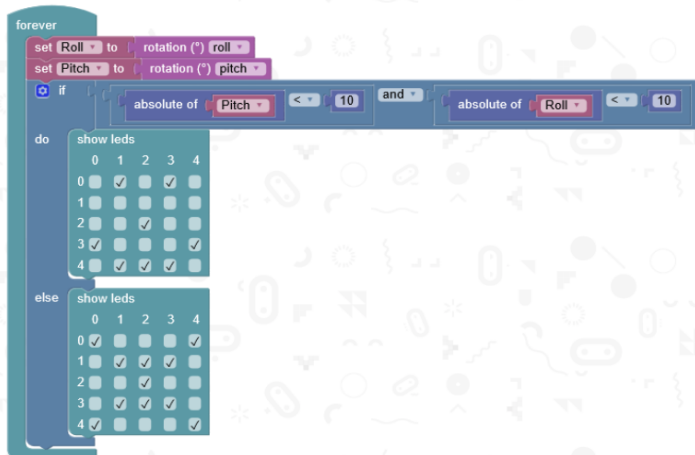 forever
set Roll to rotation (°) roll
set Pitch to rotation (°) pitch
if absolute of Pitch < 10 and absolute of Roll < 10
do show leds
0 1 2 3 4
0
1
2
3
4
else show leds
0 1 2 3 4
0
1
2
3
4